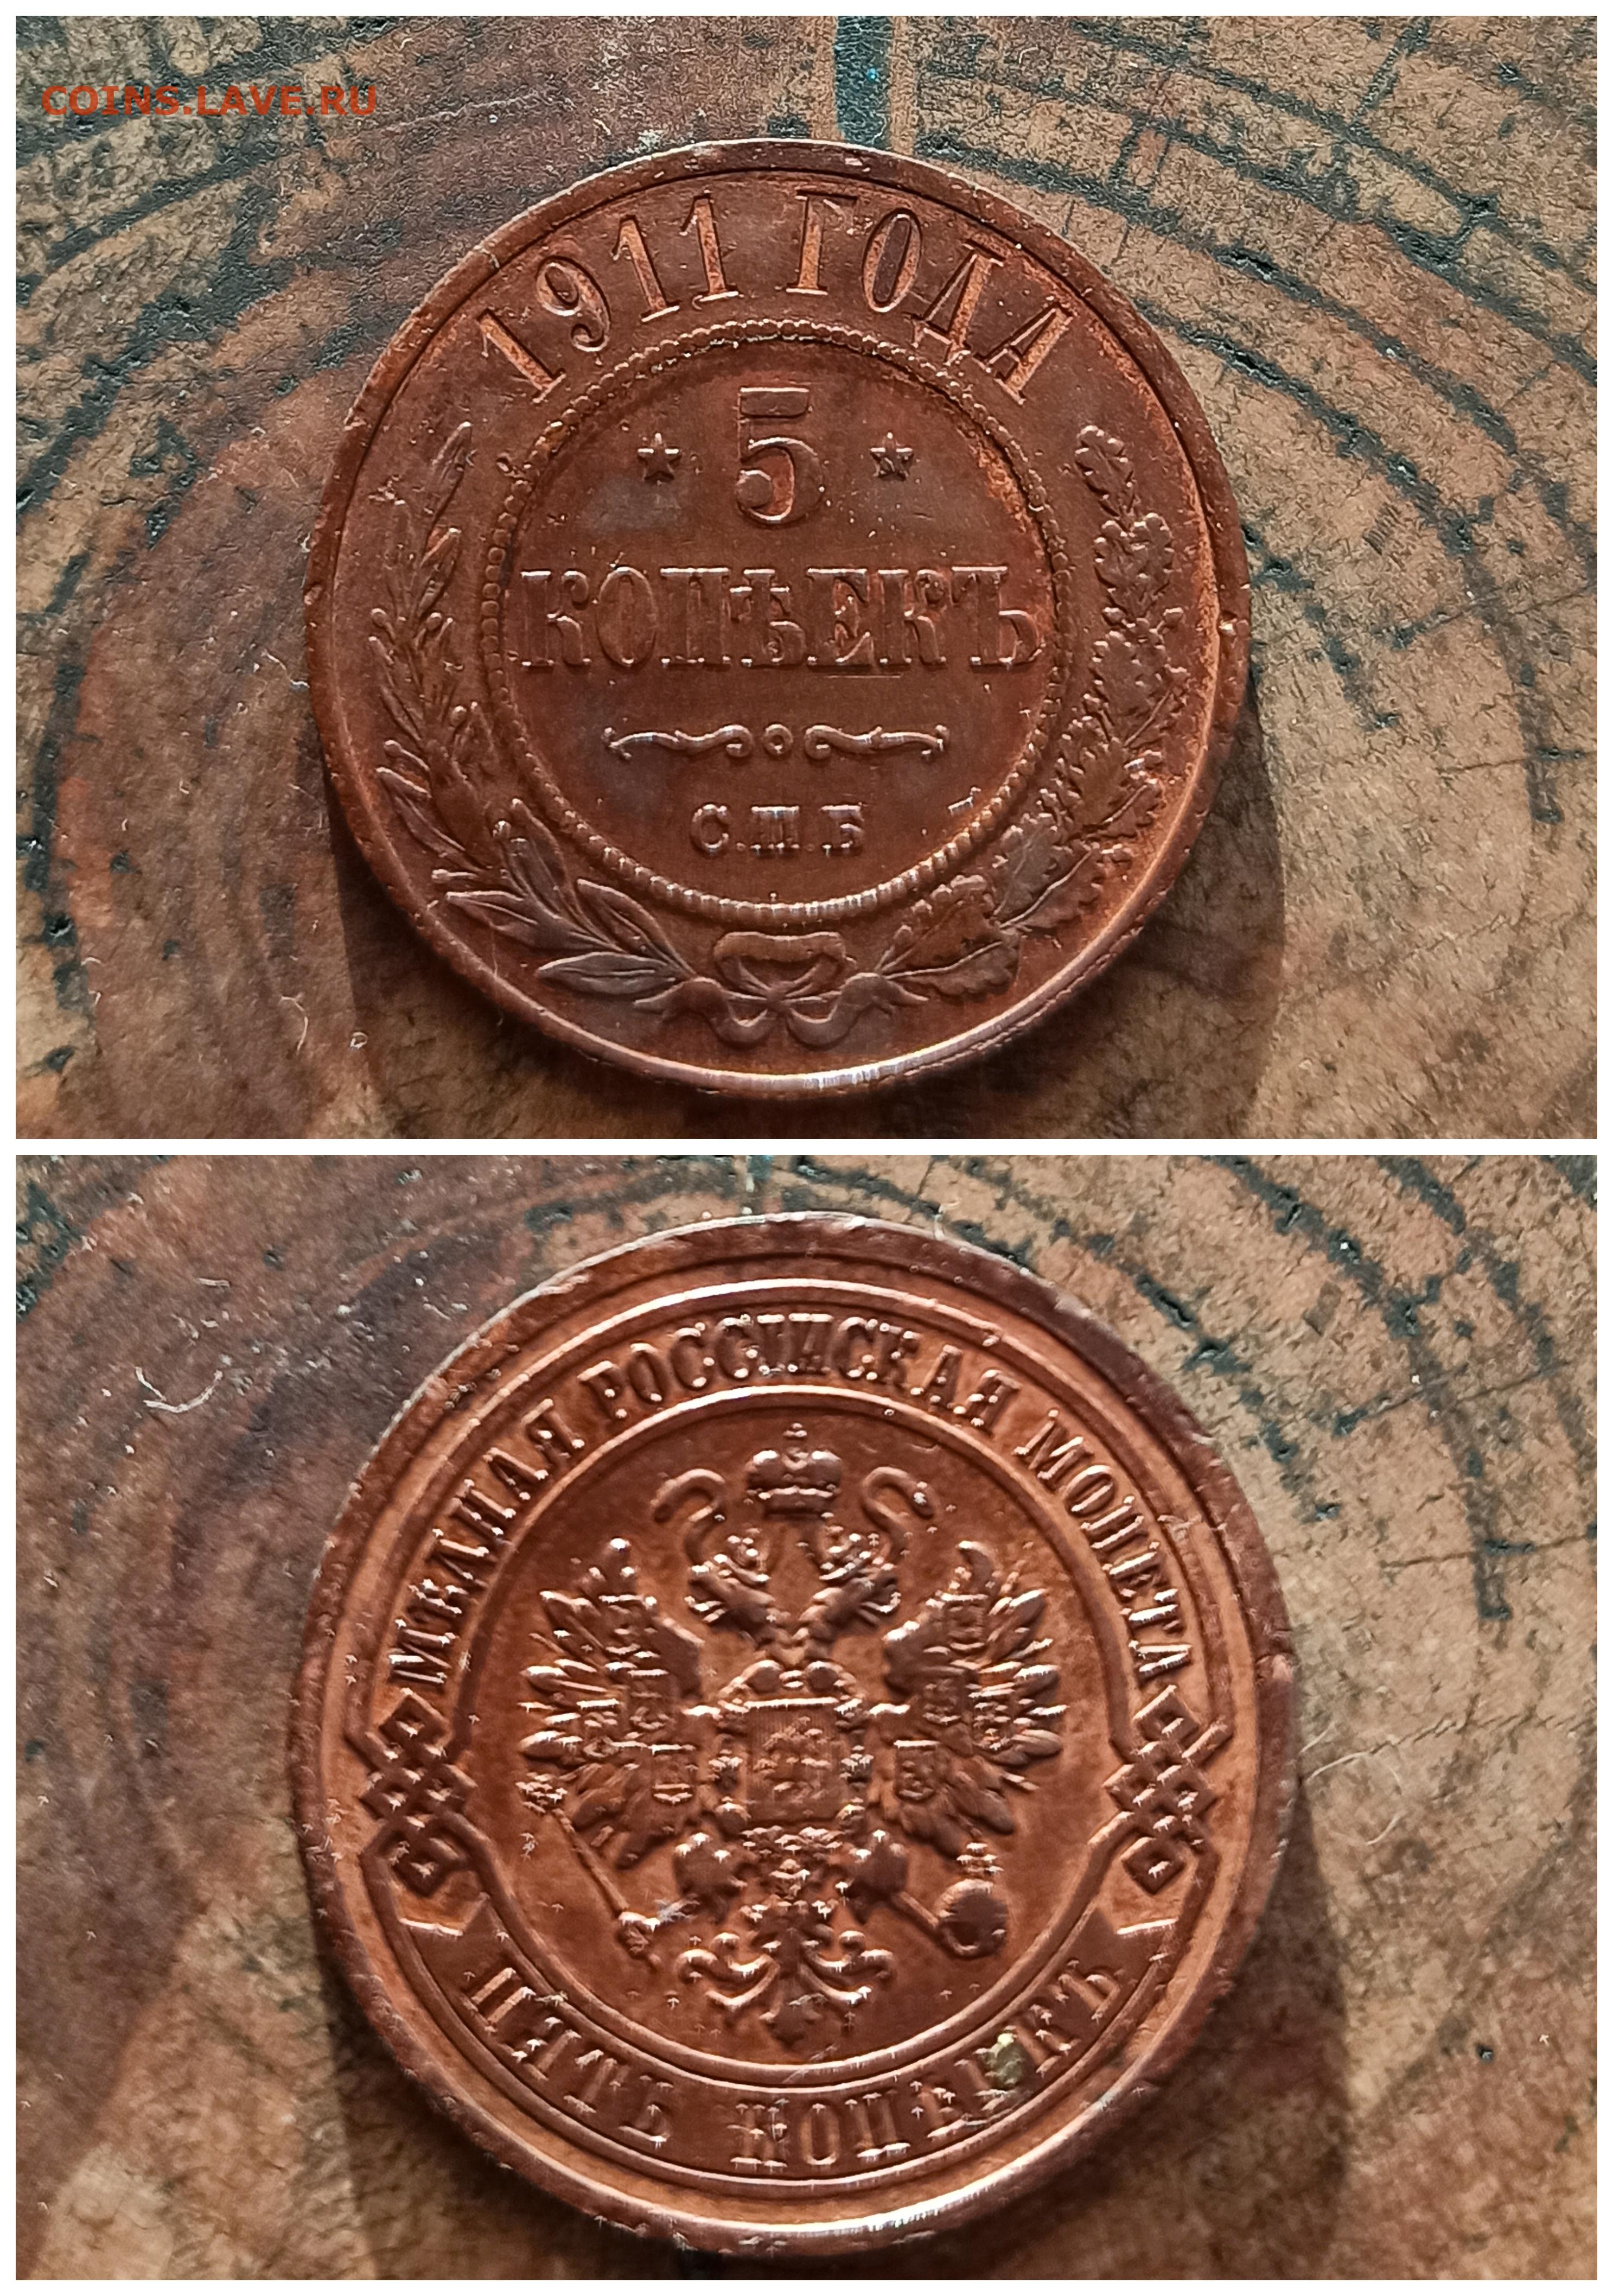 COINS.LAVE.RU
1911 ГОДА
5
КОПѢЕКЪ
С.П.Б
МѢДНАЯ РОССІЙСКАЯ МОНЕТА
ПЯТЬ КОПѢЕКЪ